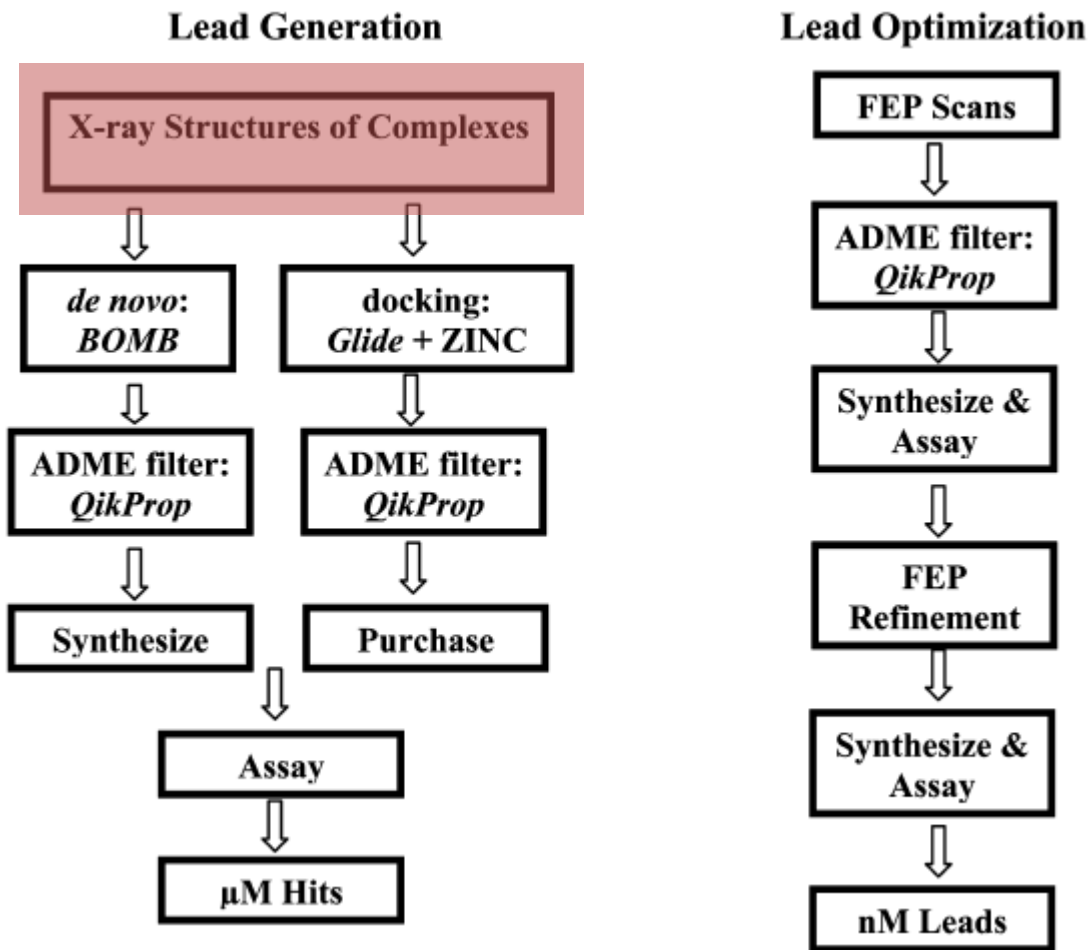 Lead Generation
X-ray Structures of Complexes
de novo:
BOMB
docking:
Glide + ZINC
ADME filter:
QikProp
ADME filter:
QikProp
Synthesize
Purchase
Assay
µM Hits
Lead Optimization
FEP Scans
ADME filter:
QikProp
Synthesize &
Assay
FEP
Refinement
Synthesize &
Assay
nM Leads